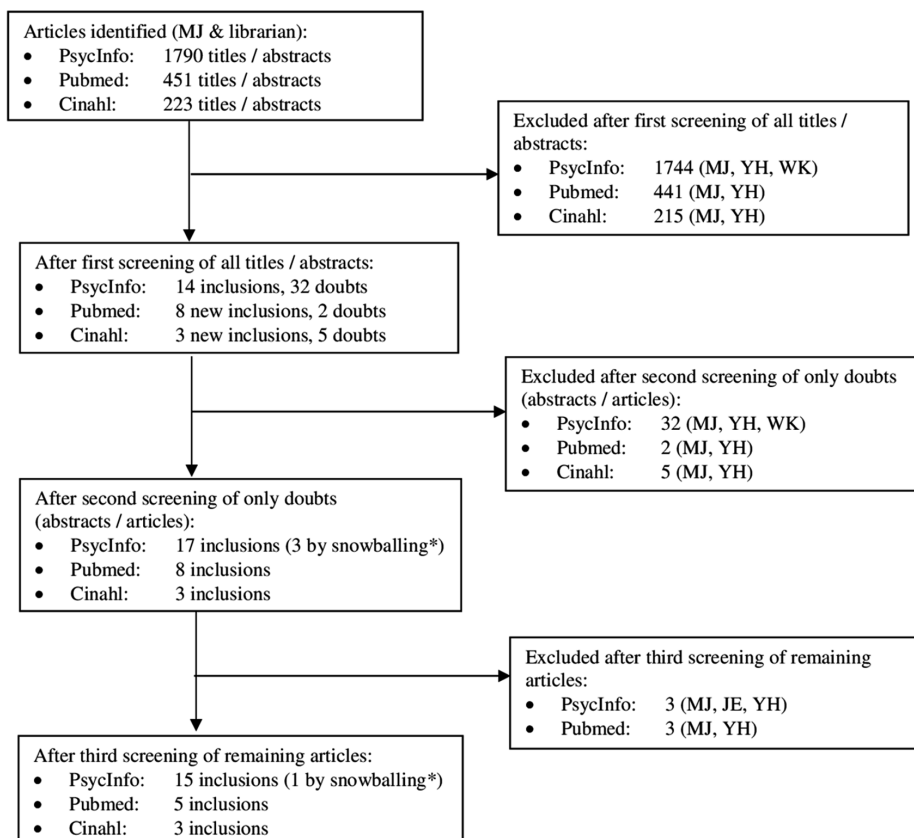 Articles identified (MJ & librarian):
• PsycInfo: 1790 titles / abstracts
• Pubmed: 451 titles / abstracts
• Cinahl: 223 titles / abstracts
Excluded after first screening of all titles /
abstracts:
• PsycInfo: 1744 (MJ, YH, WK)
• Pubmed: 441 (MJ, YH)
• Cinahl: 215 (MJ, YH)
After first screening of all titles / abstracts:
• PsycInfo: 14 inclusions, 32 doubts
• Pubmed: 8 new inclusions, 2 doubts
• Cinahl: 3 new inclusions, 5 doubts
Excluded after second screening of only doubts
(abstracts / articles):
• PsycInfo: 32 (MJ, YH, WK)
• Pubmed: 2 (MJ, YH)
• Cinahl: 5 (MJ, YH)
After second screening of only doubts
(abstracts / articles):
• PsycInfo: 17 inclusions (3 by snowballing*)
• Pubmed: 8 inclusions
• Cinahl: 3 inclusions
Excluded after third screening of remaining
articles:
• PsycInfo: 3 (MJ, JE, YH)
• Pubmed: 3 (MJ, YH)
After third screening of remaining articles:
• PsycInfo: 15 inclusions (1 by snowballing*)
• Pubmed: 5 inclusions
• Cinahl: 3 inclusions